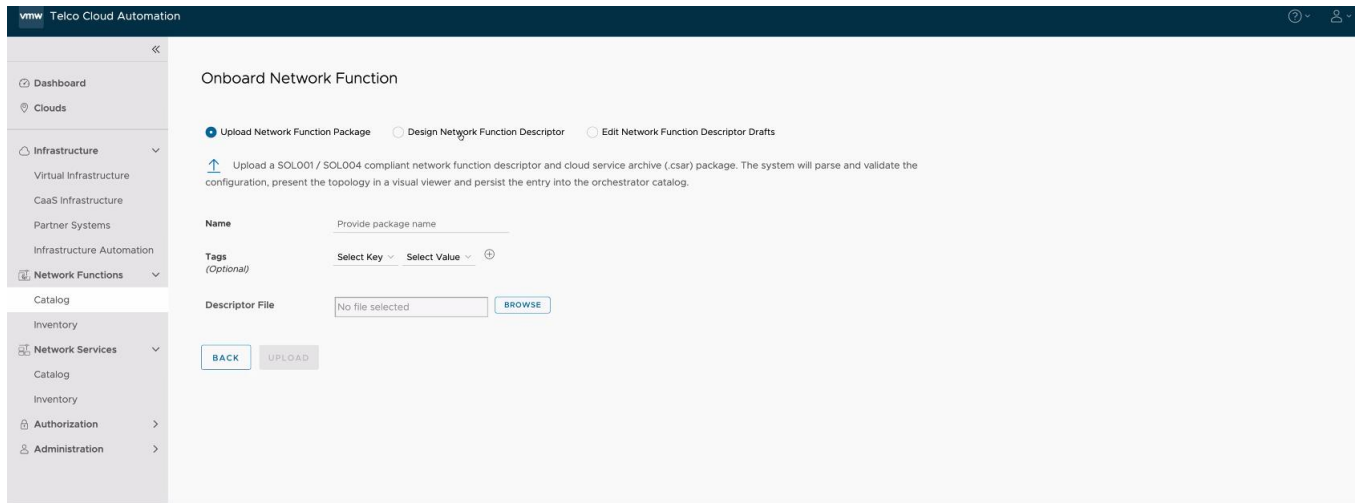 vmw Telco Cloud Automation
Dashboard
Clouds
Infrastructure
Virtual Infrastructure
CaaS Infrastructure
Partner Systems
Infrastructure Automation
Network Functions
Catalog
Inventory
Network Services
Catalog
Inventory
Authorization
Administration
Onboard Network Function
Upload Network Function Package Design Network Function Descriptor Edit Network Function Descriptor Drafts
Upload a SOL001 / SOL004 compliant network function descriptor and cloud service archive (.csar) package. The system will parse and validate the
configuration, present the topology in a visual viewer and persist the entry into the orchestrator catalog.
Name Provide package name
Tags Select Key Select Value
(Optional)
Descriptor File No file selected BROWSE
BACK UPLOAD